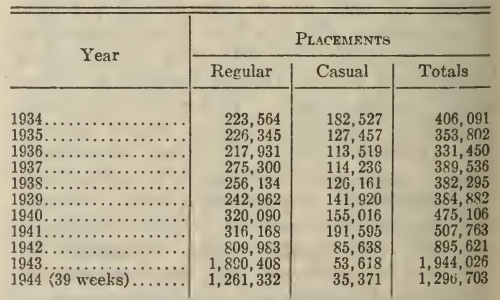 Year
PLACEMENTS
Regular Casual Totals
1934.................. 223,564 182,527 406,091
1935.................. 226,345 127,457 353,802
1936.................. 217,931 113,519 331,450
1937.................. 275,300 114,236 389,536
1938.................. 256,134 126,161 382,295
1939.................. 242,962 141,920 384,882
1940.................. 320,090 155,016 475,106
1941.................. 316,168 191,595 507,763
1942.................. 809,983 85,638 895,621
1943.................. 1,890,408 53,618 1,944,026
1944 (39 weeks)....... 1,261,332 35,371 1,296,703